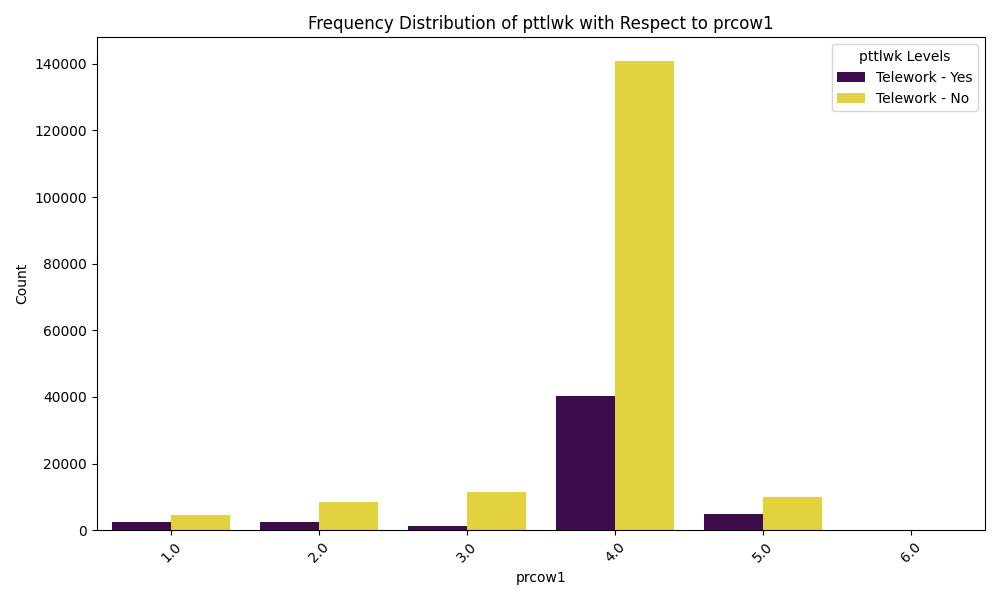 Frequency Distribution of pttlwk with Respect to prcow1
pttlwk Levels
Telework - Yes
Telework - No
Count
140000
120000
100000
80000
60000
40000
20000
0
1.0
2.0
3.0
4.0
5.0
6.0
prcow1